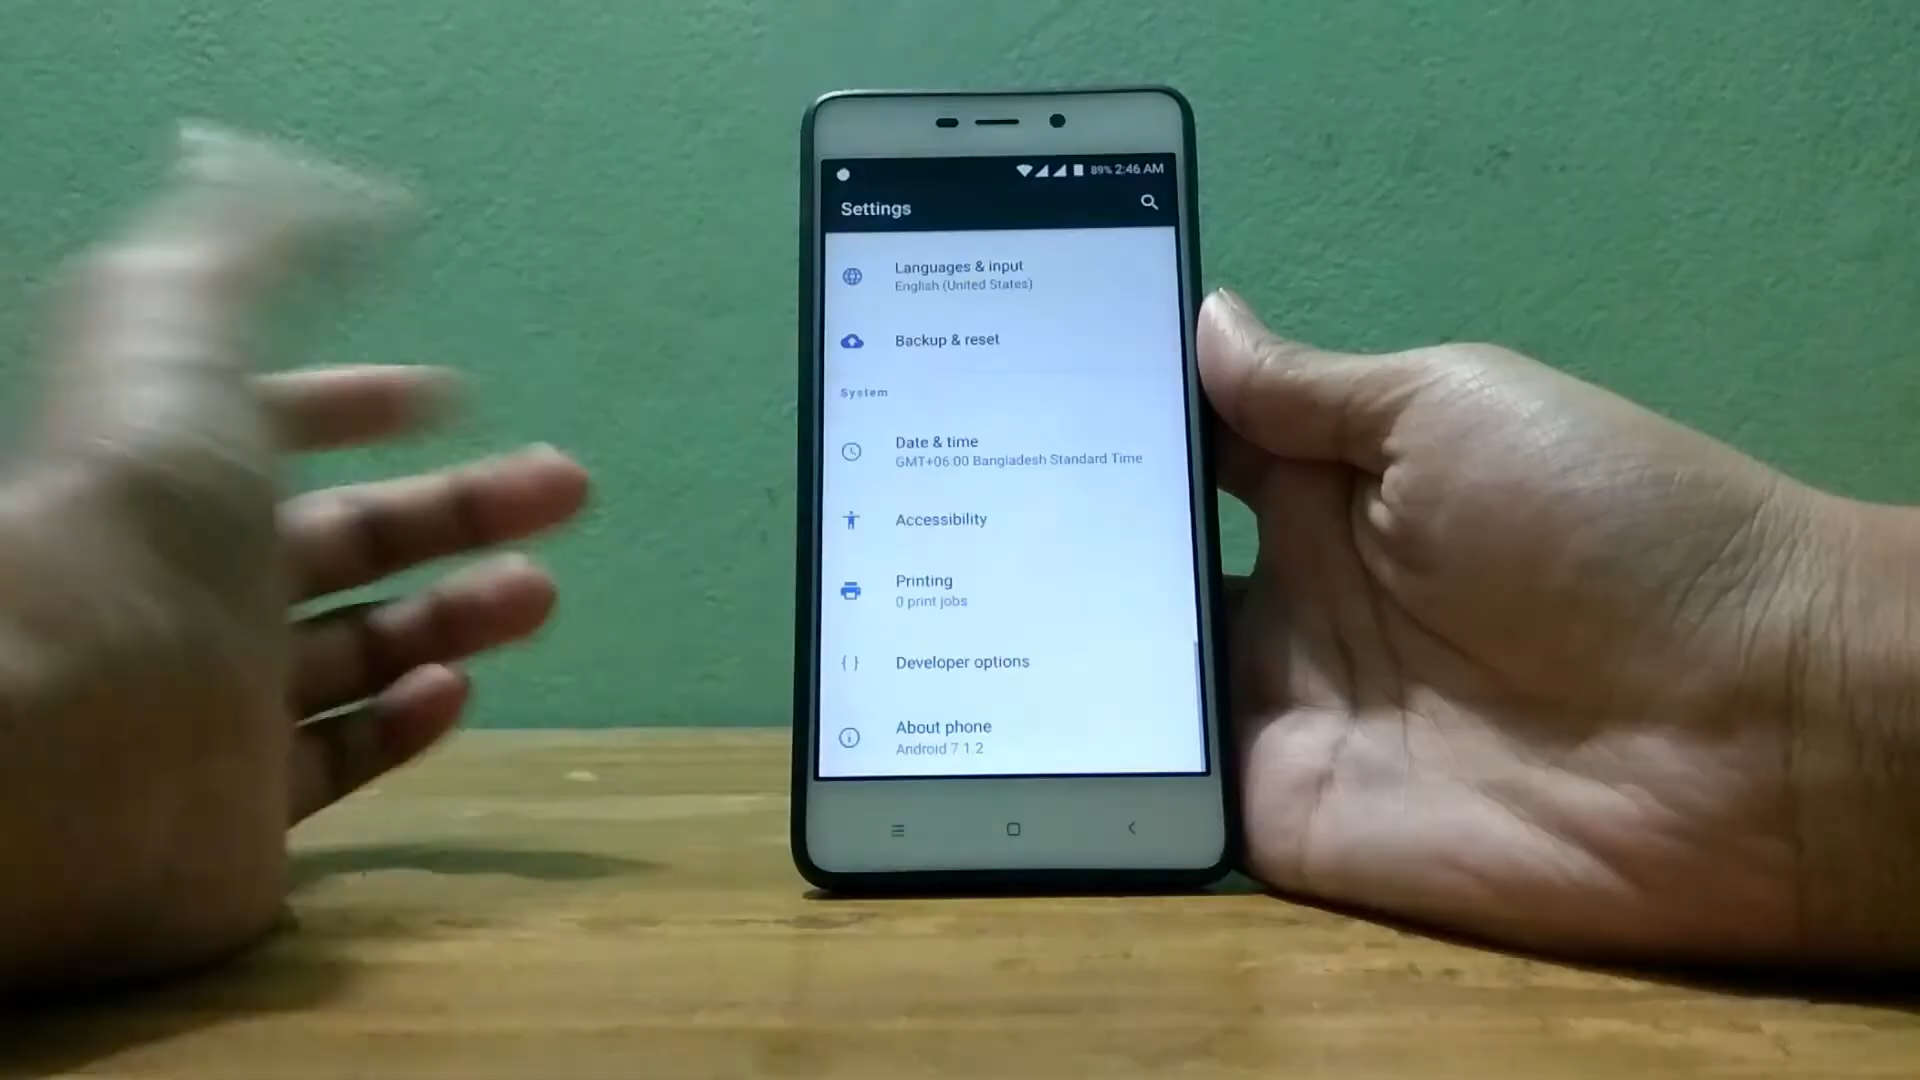 89% 2:46 AM
Settings
Languages & input
English (United States)
Backup & reset
System
Date & time
GMT+06:00 Bangladesh Standard Time
Accessibility
Printing
0 print jobs
Developer options
About phone
Android 7.1.2